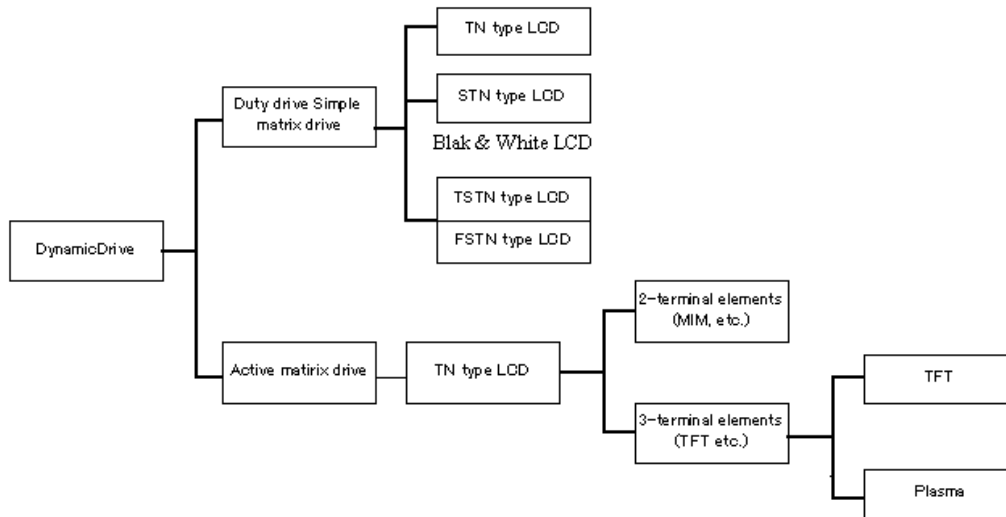 TN type LCD
STN type LCD
Duty drive Simple
matrix drive
Blak & White LCD
TSTN type LCD
FSTN type LCD
DynamicDrive
2-terminal elements
(MIM, etc.)
Active matirix drive
TN type LCD
TFT
3-terminal elements
(TFT etc.)
Plasma